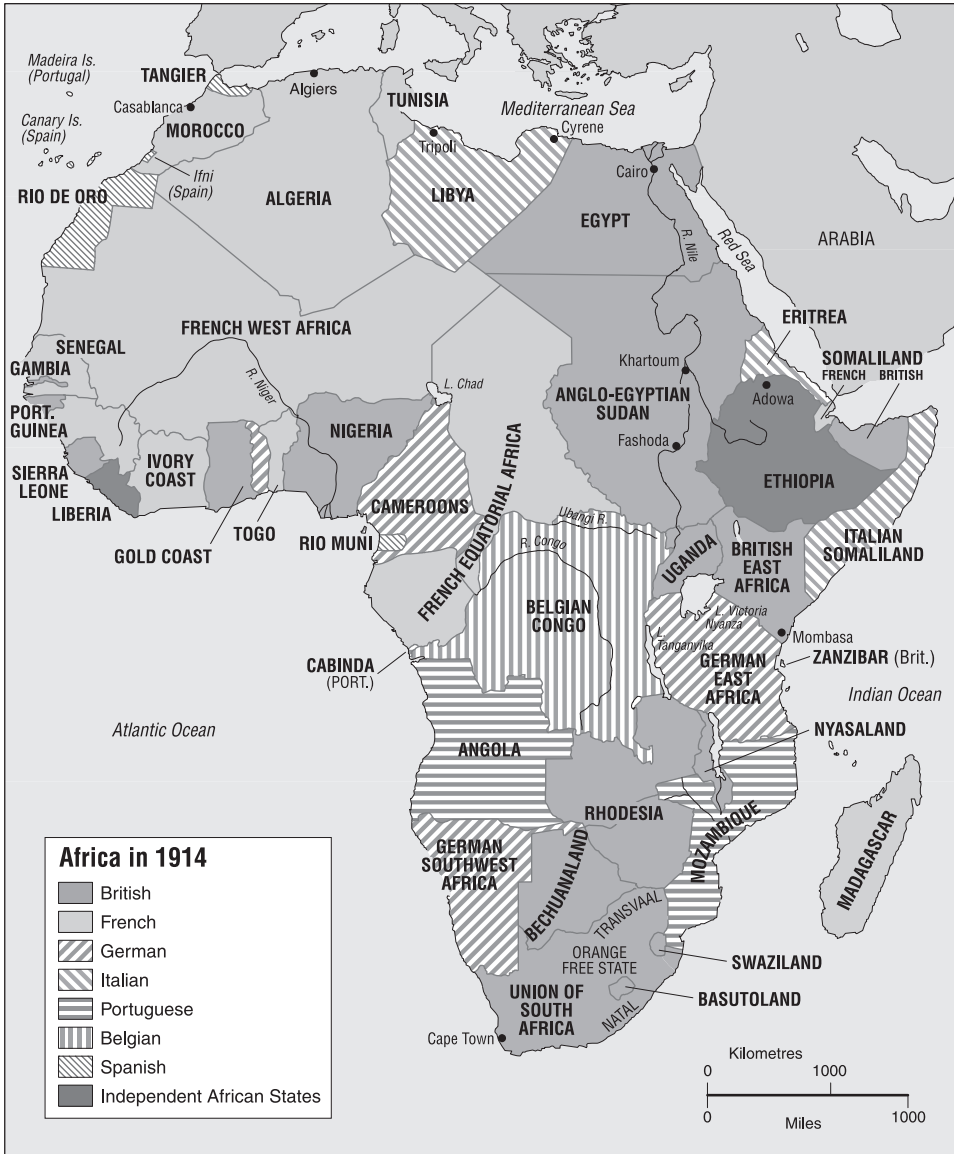 Madeira Is.
(Portugal)
TANGIER
Algiers
Casablanca
TUNISIA
Mediterranean Sea
Canary Is.
(Spain)
MOROCCO
Tripoli
Cyrene
Ifni
(Spain)
Cairo
RIO DE ORO
ALGERIA
LIBYA
EGYPT
R. Nile
Red Sea
ARABIA
FRENCH WEST AFRICA
ERITREA
SENEGAL
GAMBIA
R. Niger
L. Chad
Khartoum
SOMALILAND
FRENCH BRITISH
ANGLO-EGYPTIAN
SUDAN
Adowa
PORT.
GUINEA
NIGERIA
Fashoda
IVORY
COAST
SIERRA
LEONE
LIBERIA
CAMEROONS
FRENCH EQUATORIAL AFRICA
ETHIOPIA
TOGO
GOLD COAST
RIO MUNI
Ubangi R.
R. Congo
UGANDA
BRITISH
EAST
AFRICA
ITALIAN
SOMALILAND
BELGIAN
CONGO
L. Victoria
Nyanza
L.
Tanganyika
Mombasa
CABINDA
(PORT.)
GERMAN
EAST
AFRICA
ZANZIBAR (Brit.)
Indian Ocean
Atlantic Ocean
ANGOLA
NYASALAND
RHODESIA
MOZAMBIQUE
MADAGASCAR
GERMAN
SOUTHWEST
AFRICA
BECHUANALAND
TRANSVAAL
ORANGE
FREE STATE
SWAZILAND
UNION OF
SOUTH
AFRICA
BASUTOLAND
NATAL
Cape Town
Africa in 1914
British
French
German
Italian
Portuguese
Belgian
Spanish
Independent African States
Kilometres
0 1000
0 1000
Miles